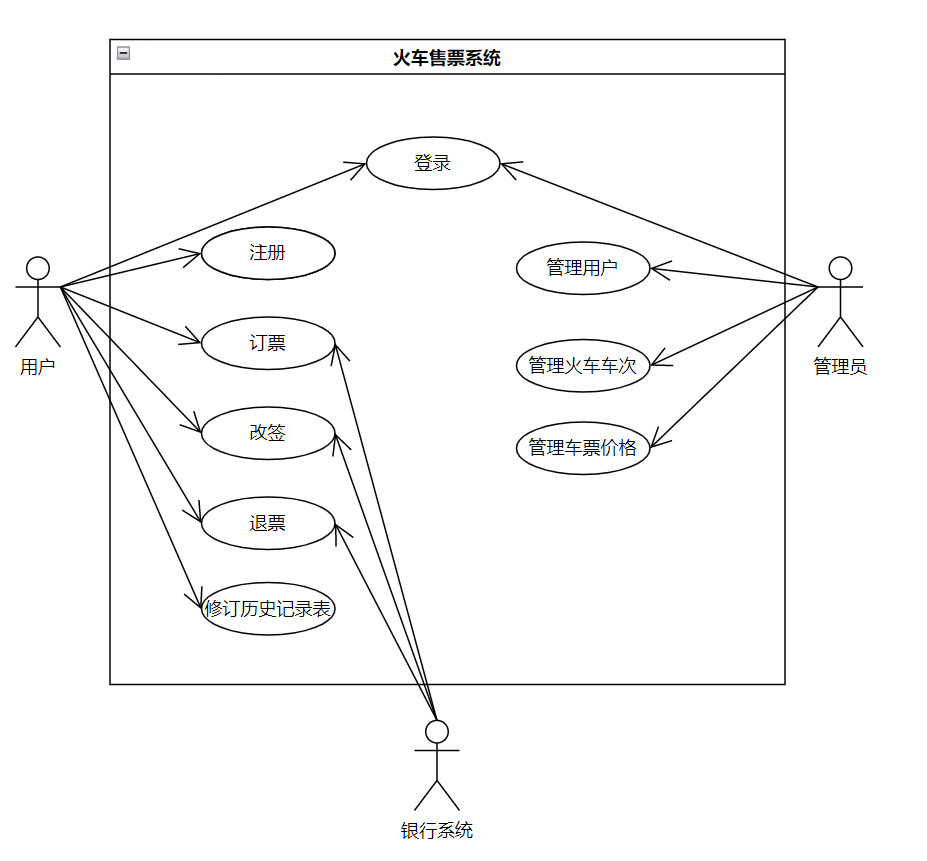 火车售票系统
登录
注册
管理用户
订票
用户
管理火车车次
管理员
改签
管理车票价格
退票
修订历史记录表
银行系统